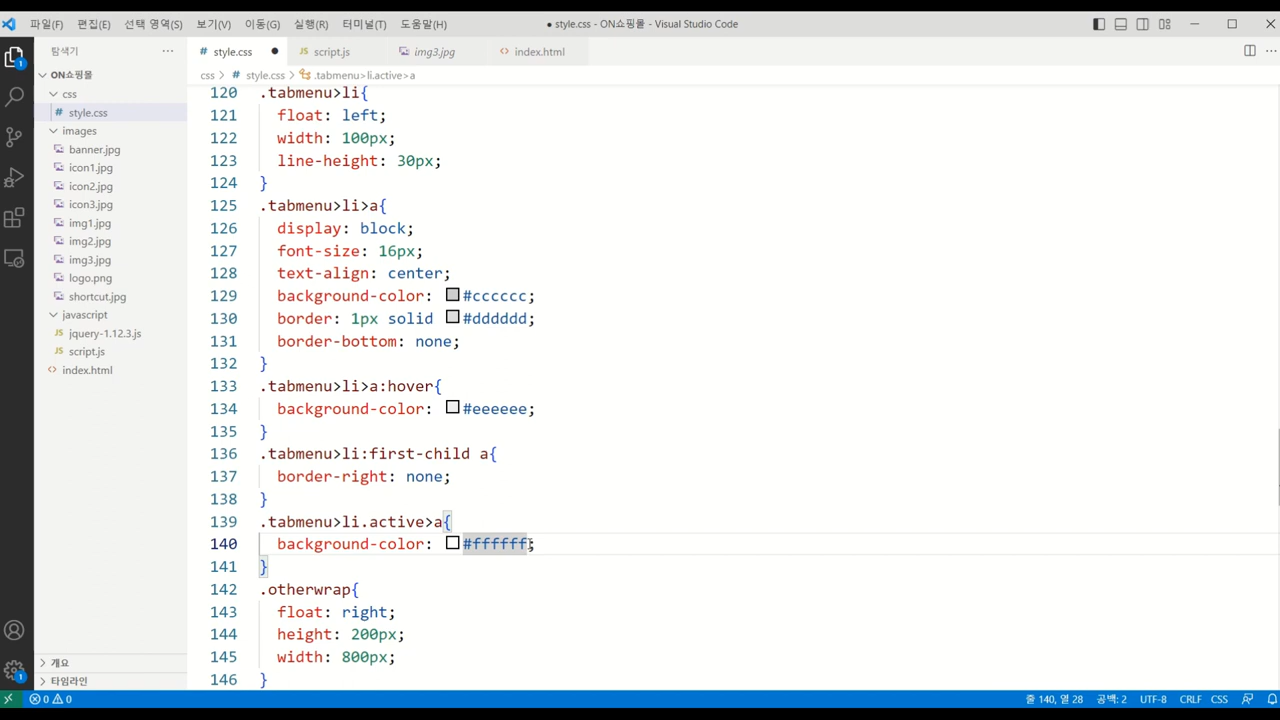 파일(F) 편집(E) 선택 영역(S) 보기(V) 이동(G) 실행(R) 터미널(T) 도움말(H) ● style.css - ON쇼핑몰 - Visual Studio Code
탐색기 ···
# style.css ● JS script.js img3.jpg <> index.html
css > # style.css > .tabmenu>li.active>a
ON쇼핑몰
css
# style.css
images
banner.jpg
icon1.jpg
icon2.jpg
icon3.jpg
img1.jpg
img2.jpg
img3.jpg
logo.png
shortcut.jpg
javascript
JS jquery-1.12.3.js
JS script.js
<> index.html
개요
타임라인
120 .tabmenu>li{
121 float: left;
122 width: 100px;
123 line-height: 30px;
124 }
125 .tabmenu>li>a{
126 display: block;
127 font-size: 16px;
128 text-align: center;
129 background-color: #cccccc;
130 border: 1px solid #dddddd;
131 border-bottom: none;
132 }
133 .tabmenu>li>a:hover{
134 background-color: #eeeeee;
135 }
136 .tabmenu>li:first-child a{
137 border-right: none;
138 }
139 .tabmenu>li.active>a{
140 background-color: #ffffff;
141 }
142 .otherwrap{
143 float: right;
144 height: 200px;
145 width: 800px;
146 }
1
1
0 0 줄 140, 열 28 공백: 2 UTF-8 CRLF CSS